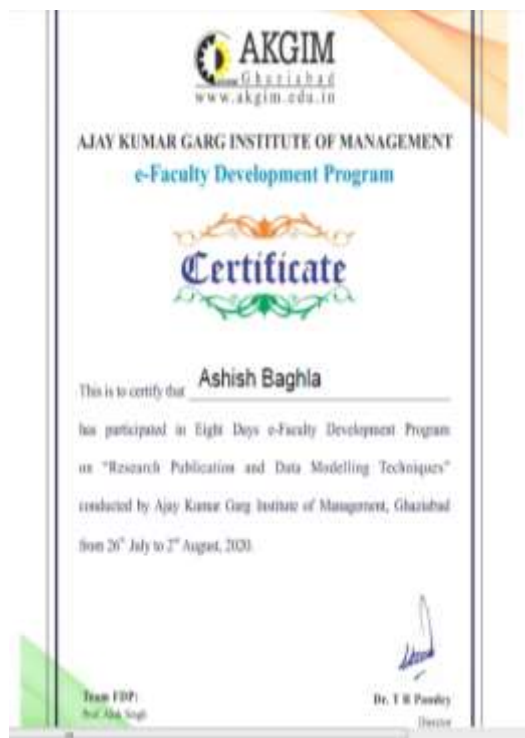 AKGIM
Ghaziabad
www.akgim.edu.in
AJAY KUMAR GARG INSTITUTE OF MANAGEMENT
e-Faculty Development Program
Certificate
This is to certify that Ashish Baghla
has participated in Eight Days e-Faculty Development Program
on "Research Publication and Data Modelling Techniques"
conducted by Ajay Kumar Garg Institute of Management, Ghaziabad
from 26th July to 2nd August, 2020.
Team FDP:
Dr. T R Pandey
Prof. Alok Singh
Director